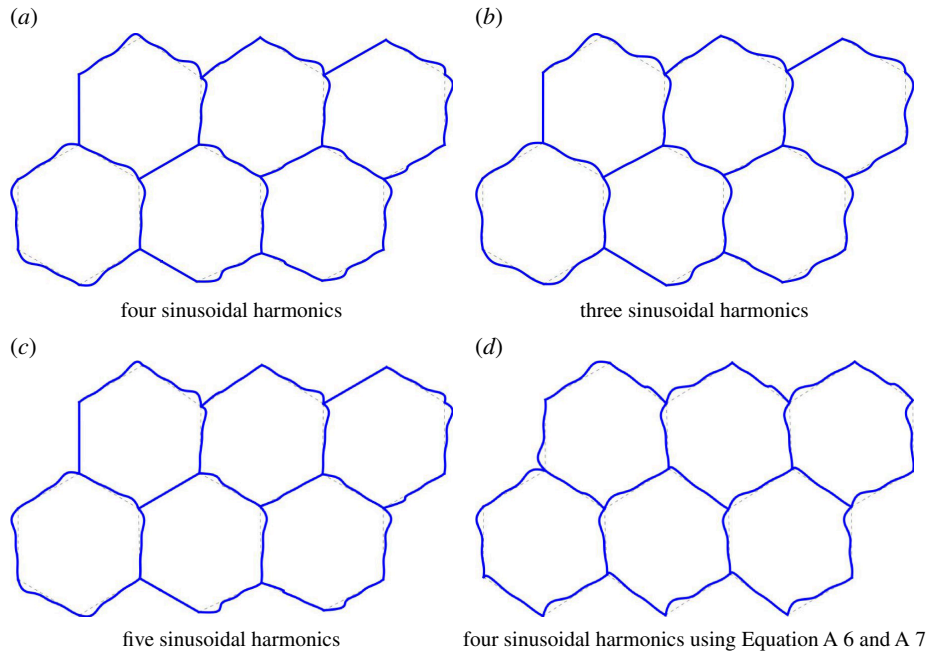 (a)
(b)
four sinusoidal harmonics
three sinusoidal harmonics
(c)
(d)
five sinusoidal harmonics
four sinusoidal harmonics using Equation A 6 and A 7